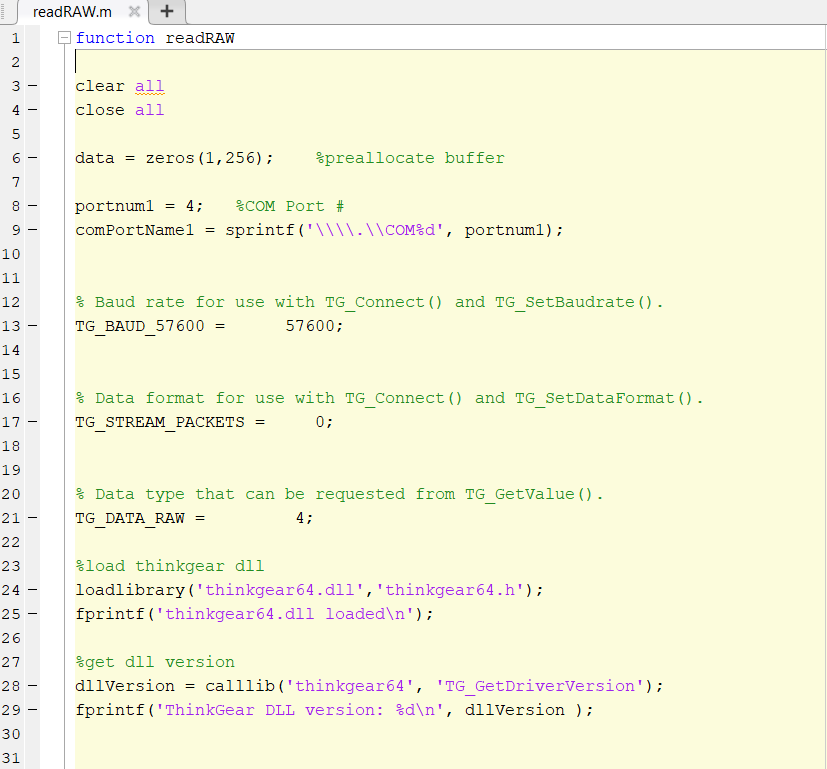 readRAW.m
1 function readRAW
2
3 clear all
4 close all
5
6 data = zeros(1,256);    %preallocate buffer
7
8 portnum1 = 4;   %COM Port #
9 comPortName1 = sprintf('\\\\.\\COM%d', portnum1);
10
11
12 % Baud rate for use with TG_Connect() and TG_SetBaudrate().
13 TG_BAUD_57600 =      57600;
14
15
16 % Data format for use with TG_Connect() and TG_SetDataFormat().
17 TG_STREAM_PACKETS =     0;
18
19
20 % Data type that can be requested from TG_GetValue().
21 TG_DATA_RAW =         4;
22
23 %load thinkgear dll
24 loadlibrary('thinkgear64.dll','thinkgear64.h');
25 fprintf('thinkgear64.dll loaded\n');
26
27 %get dll version
28 dllVersion = calllib('thinkgear64', 'TG_GetDriverVersion');
29 fprintf('ThinkGear DLL version: %d\n', dllVersion );
30
31